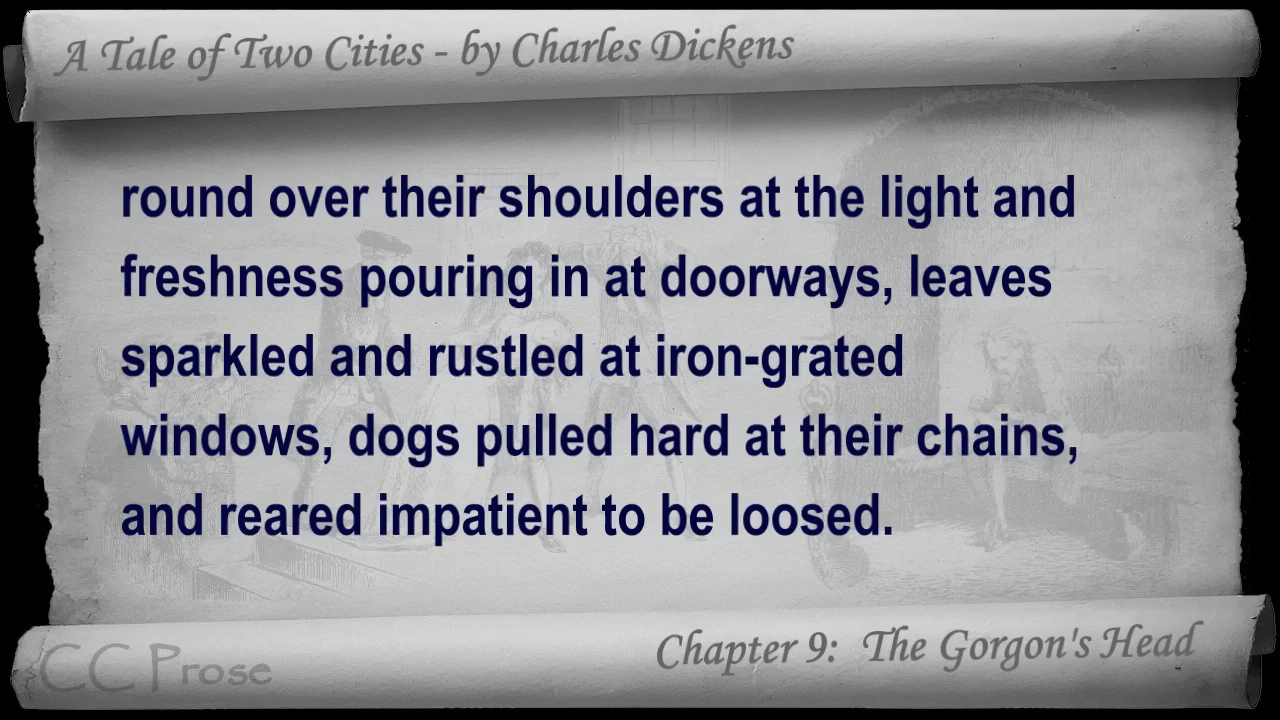 A Tale of Two Cities - by Charles Dickens
round over their shoulders at the light and
freshness pouring in at doorways, leaves
sparkled and rustled at iron-grated
windows, dogs pulled hard at their chains,
and reared impatient to be loosed.
Chapter 9: The Gorgon's Head
CC Prose